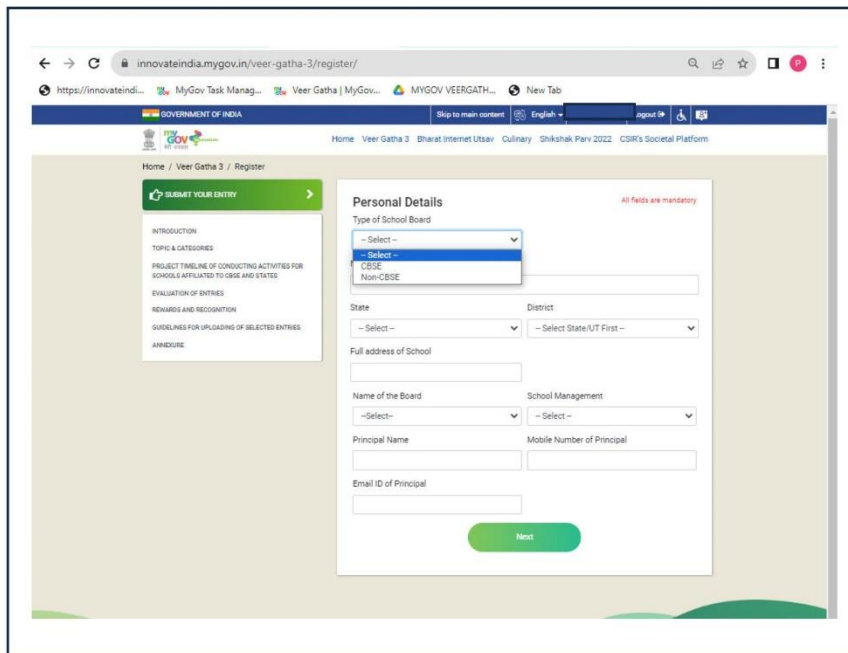 innovateindia.mygov.in/veer-gatha-3/register/
P
https://innovateindi... MyGov Task Manag... Veer Gatha | MyGov... MYGOV VEERGATH... New Tab
GOVERNMENT OF INDIA Skip to main content English ogout
my
GOV
मेरी सरकार
Home Veer Gatha 3 Bharat Internet Utsav Culinary Shikshak Parv 2022 CSIR's Societal Platform
Home / Veer Gatha 3 / Register
SUBMIT YOUR ENTRY
INTRODUCTION
TOPIC & CATEGORIES
PROJECT TIMELINE OF CONDUCTING ACTIVITIES FOR
SCHOOLS AFFILIATED TO CBSE AND STATES
EVALUATION OF ENTRIES
REWARDS AND RECOGNITION
GUIDELINES FOR UPLOADING OF SELECTED ENTRIES
ANNEXURE
Personal Details All fields are mandatory
Type of School Board
-- Select --
-- Select --
CBSE
Non-CBSE
State District
-- Select -- -- Select State/UT First --
Full address of School
Name of the Board School Management
--Select-- -- Select --
Principal Name Mobile Number of Principal
Email ID of Principal
Next